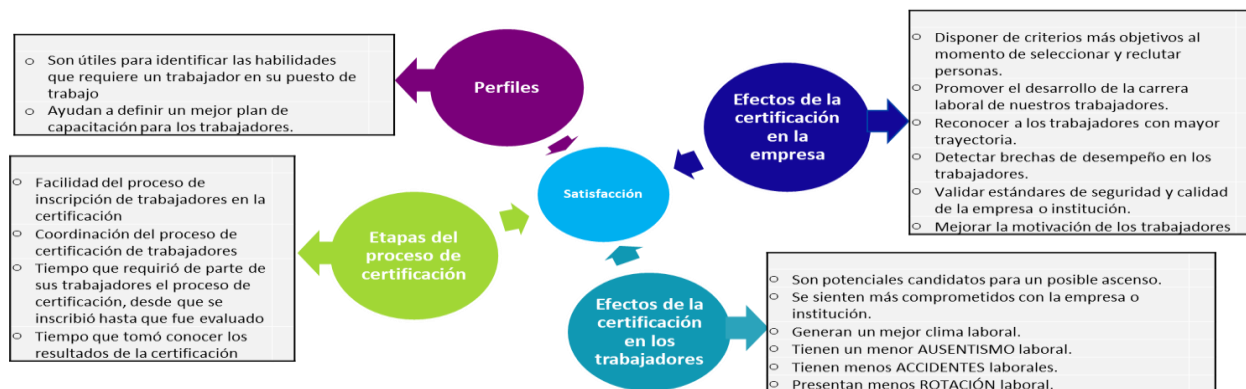 Son útiles para identificar las habilidades
que requiere un trabajador en su puesto de
trabajo
Ayudan a definir un mejor plan de
capacitación para los trabajadores.
Perfiles
Efectos de la
certificación
en la
empresa
Disponer de criterios más objetivos al
momento de seleccionar y reclutar
personas.
Promover el desarrollo de la carrera
laboral de nuestros trabajadores.
Reconocer a los trabajadores con mayor
trayectoria.
Detectar brechas de desempeño en los
trabajadores.
Validar estándares de seguridad y calidad
de la empresa o institución.
Mejorar la motivación de los trabajadores
Satisfacción
Facilidad del proceso de
inscripción de trabajadores en la
certificación
Coordinación del proceso de
certificación de trabajadores
Tiempo que requirió de parte de
sus trabajadores el proceso de
certificación, desde que se
inscribió hasta que fue evaluado
Tiempo que tomó conocer los
resultados de la certificación
Etapas del
proceso de
certificación
Efectos de la
certificación
en los
trabajadores
Son potenciales candidatos para un posible ascenso.
Se sienten más comprometidos con la empresa o
institución.
Generan un mejor clima laboral.
Tienen un menor AUSENTISMO laboral.
Tienen menos ACCIDENTES laborales.
Presentan menos ROTACIÓN laboral.